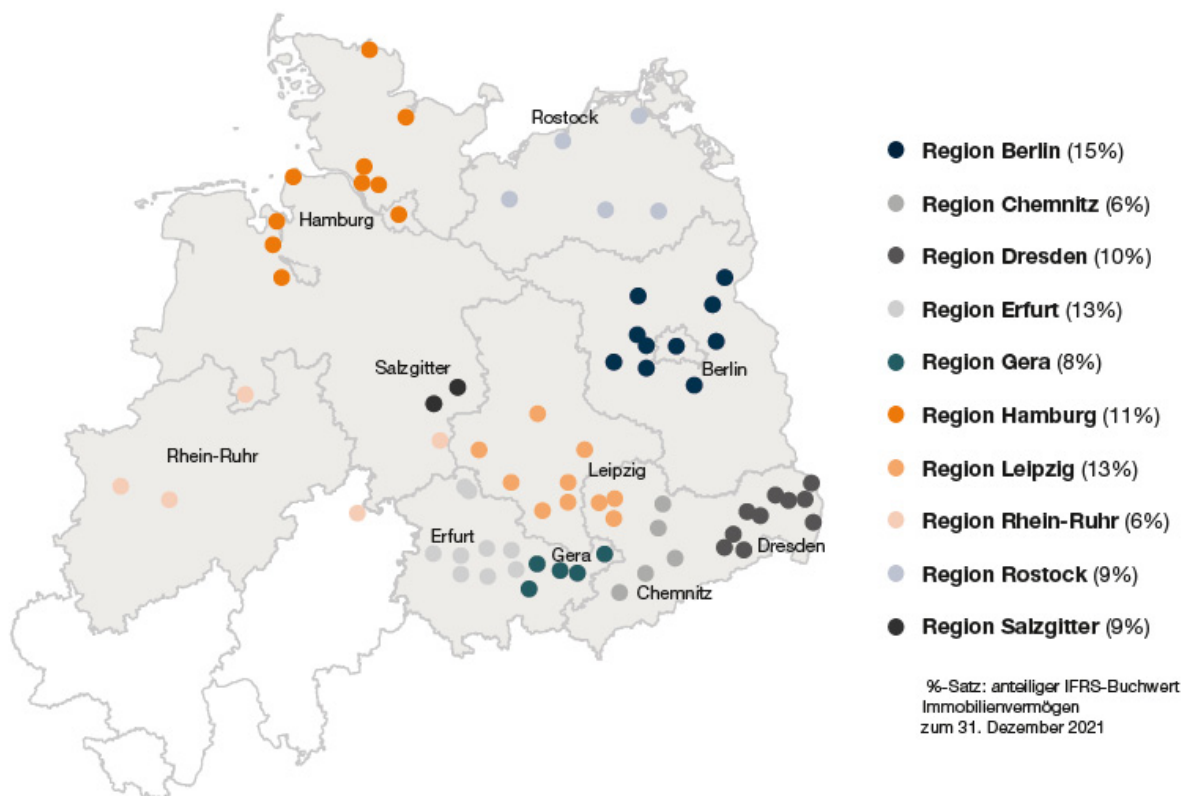 Rostock
Hamburg
Salzgitter
Berlin
Rhein-Ruhr
Leipzig
Erfurt
Gera
Dresden
Chemnitz
Region Berlin (15%)
Region Chemnitz (6%)
Region Dresden (10%)
Region Erfurt (13%)
Region Gera (8%)
Region Hamburg (11%)
Region Leipzig (13%)
Region Rhein-Ruhr (6%)
Region Rostock (9%)
Region Salzgitter (9%)
%-Satz: anteiliger IFRS-Buchwert
Immobilienvermögen
zum 31. Dezember 2021